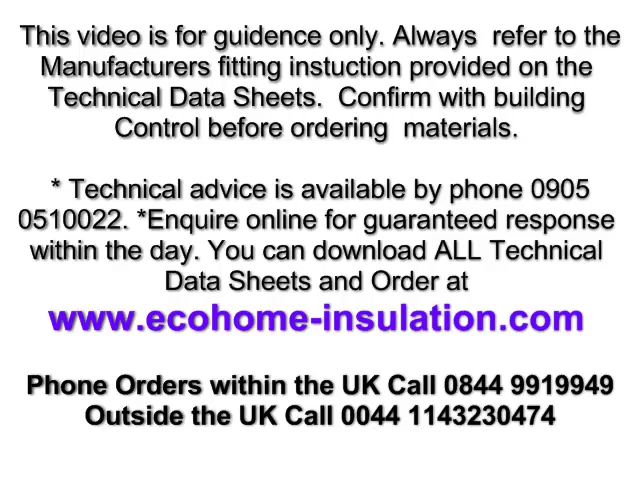 This video is for guidence only. Always refer to the
Manufacturers fitting instuction provided on the
Technical Data Sheets. Confirm with building
Control before ordering materials.
* Technical advice is available by phone 0905
0510022. *Enquire online for guaranteed response
within the day. You can download ALL Technical
Data Sheets and Order at
www.ecohome-insulation.com
Phone Orders within the UK Call 0844 9919949
Outside the UK Call 0044 1143230474